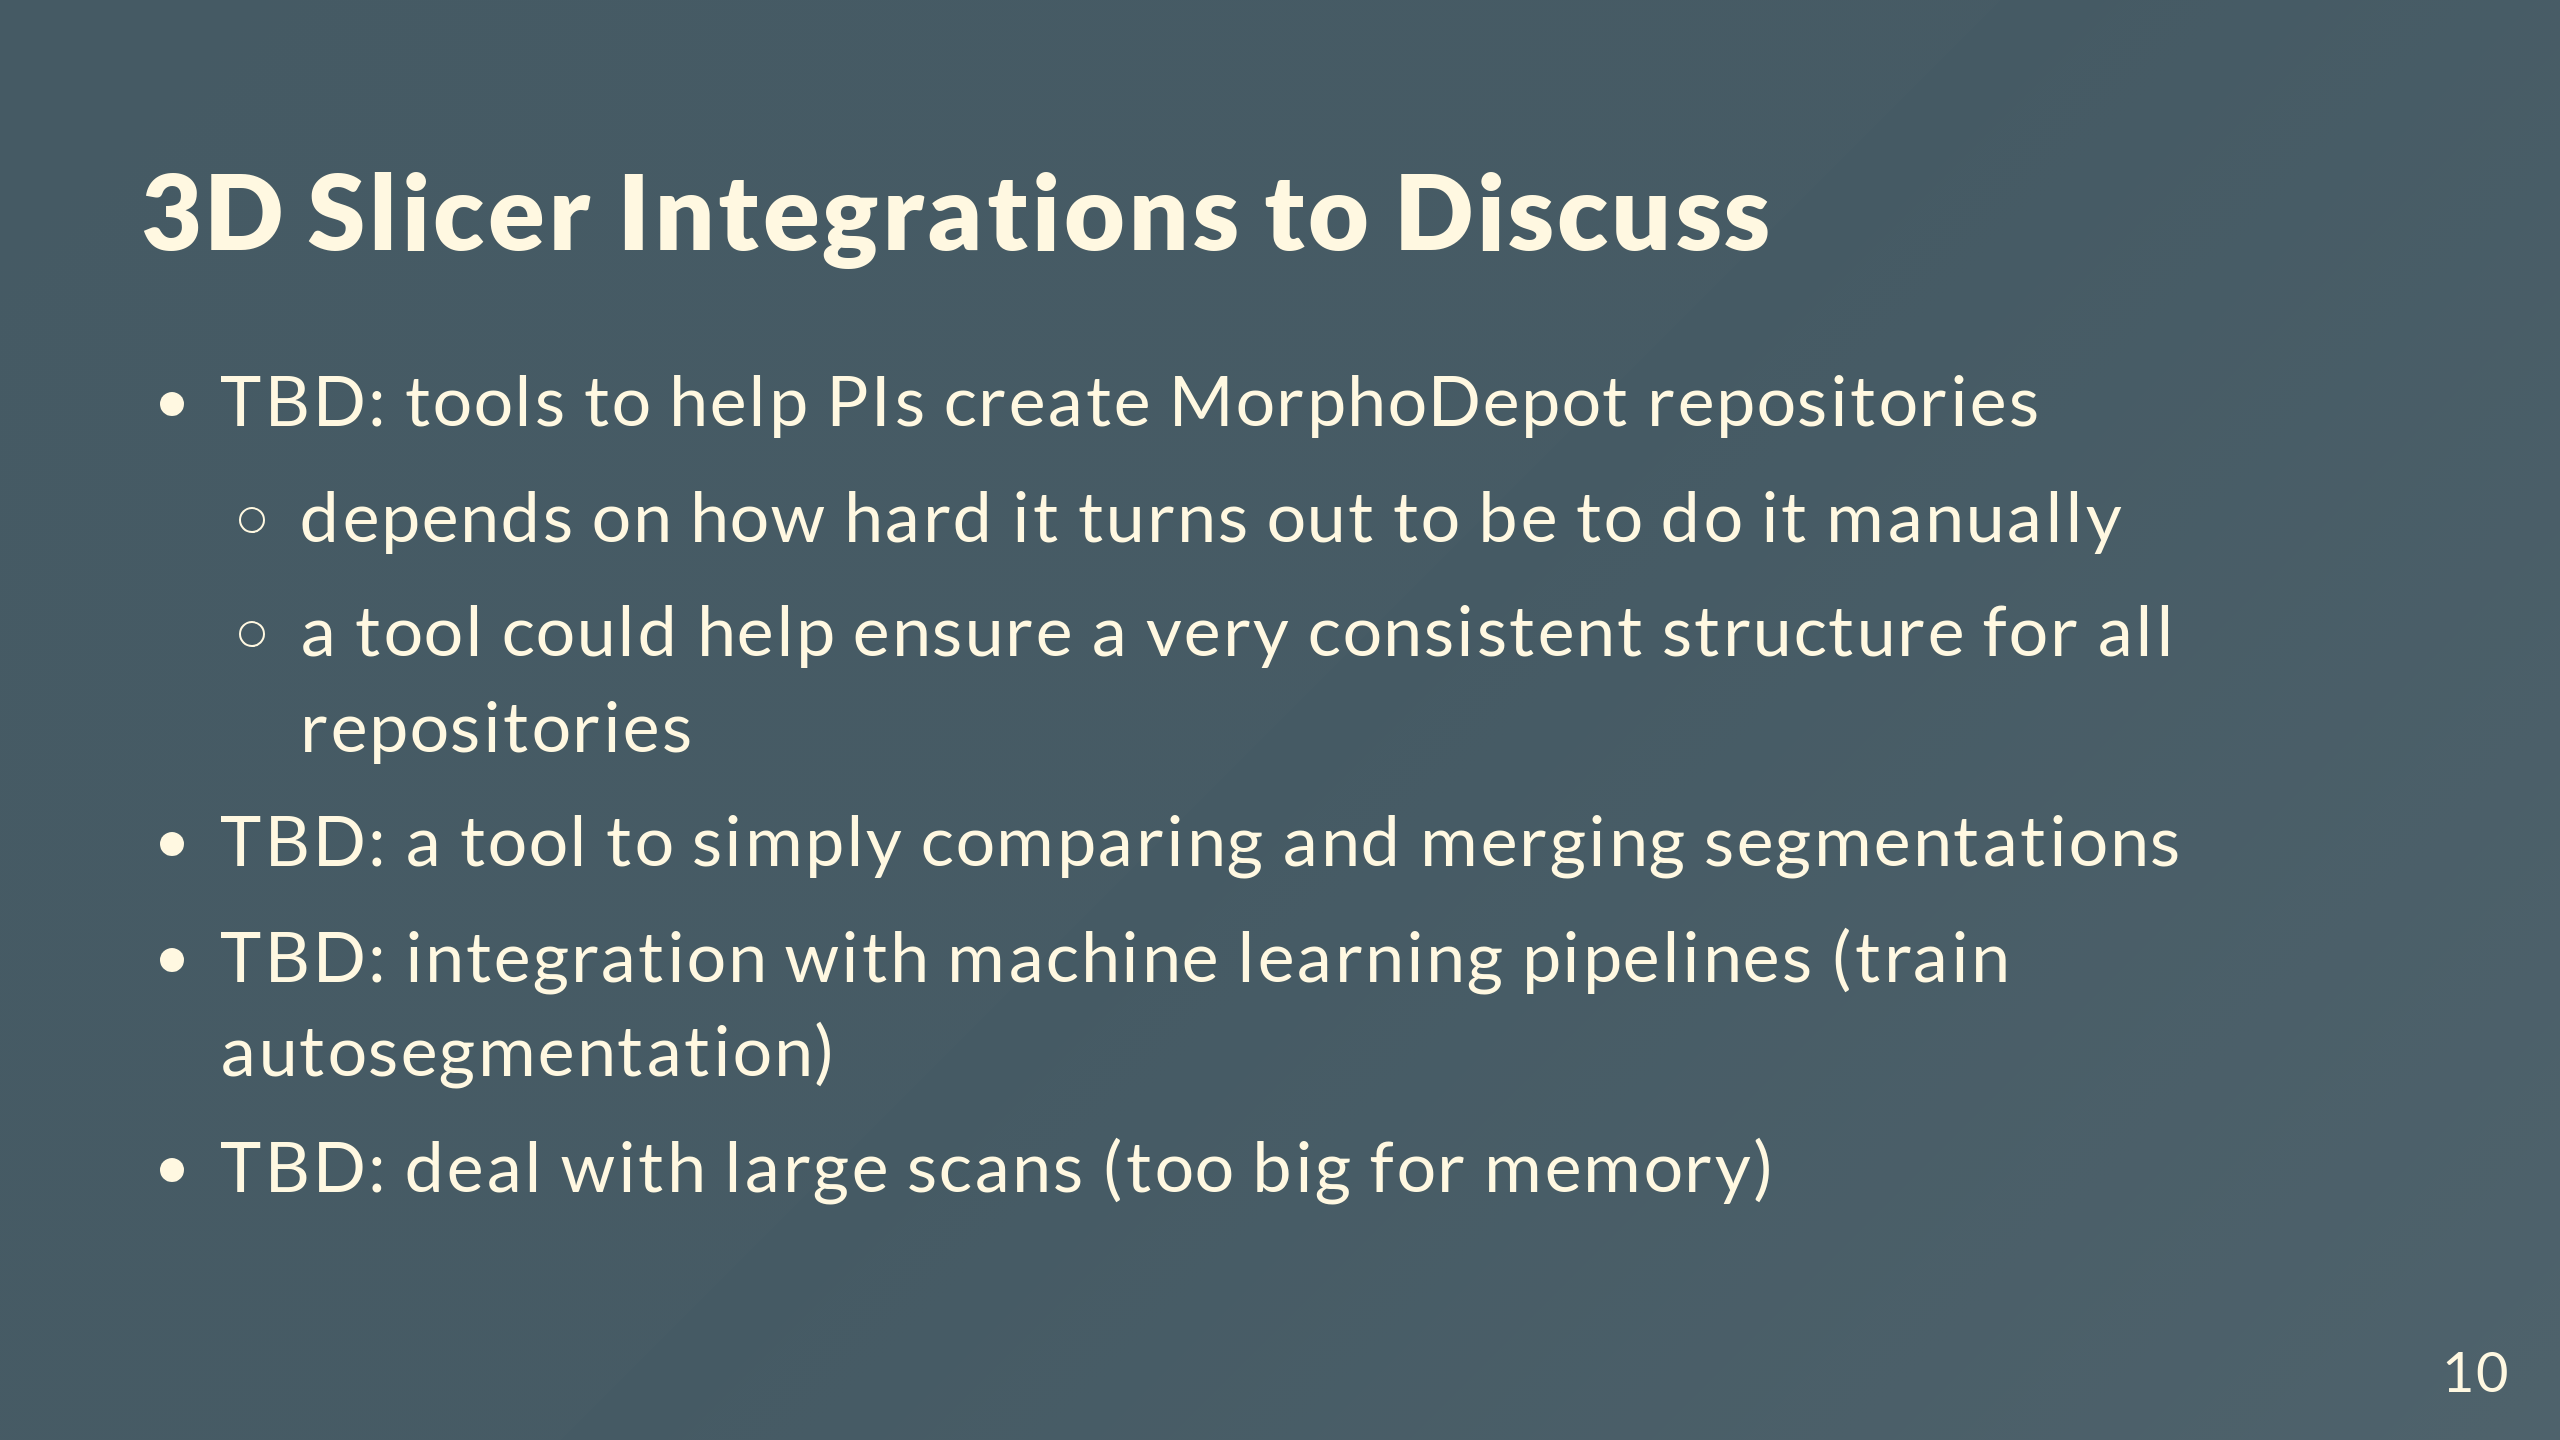 3D Slicer Integrations to Discuss
• TBD: tools to help PIs create MorphoDepot repositories
○ depends on how hard it turns out to be to do it manually
○ a tool could help ensure a very consistent structure for all
repositories
• TBD: a tool to simply comparing and merging segmentations
• TBD: integration with machine learning pipelines (train
autosegmentation)
• TBD: deal with large scans (too big for memory)
10